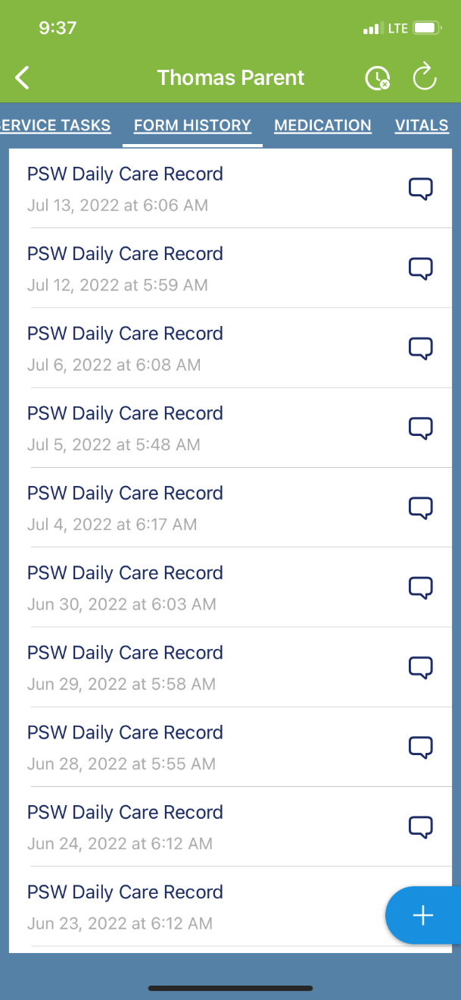 9:37
LTE
Thomas Parent
ERVICE TASKS FORM HISTORY MEDICATION VITALS
PSW Daily Care Record
Jul 13, 2022 at 6:06 AM
PSW Daily Care Record
Jul 12, 2022 at 5:59 AM
PSW Daily Care Record
Jul 6, 2022 at 6:08 AM
PSW Daily Care Record
Jul 5, 2022 at 5:48 AM
PSW Daily Care Record
Jul 4, 2022 at 6:17 AM
PSW Daily Care Record
Jun 30, 2022 at 6:03 AM
PSW Daily Care Record
Jun 29, 2022 at 5:58 AM
PSW Daily Care Record
Jun 28, 2022 at 5:55 AM
PSW Daily Care Record
Jun 24, 2022 at 6:12 AM
PSW Daily Care Record
Jun 23, 2022 at 6:12 AM